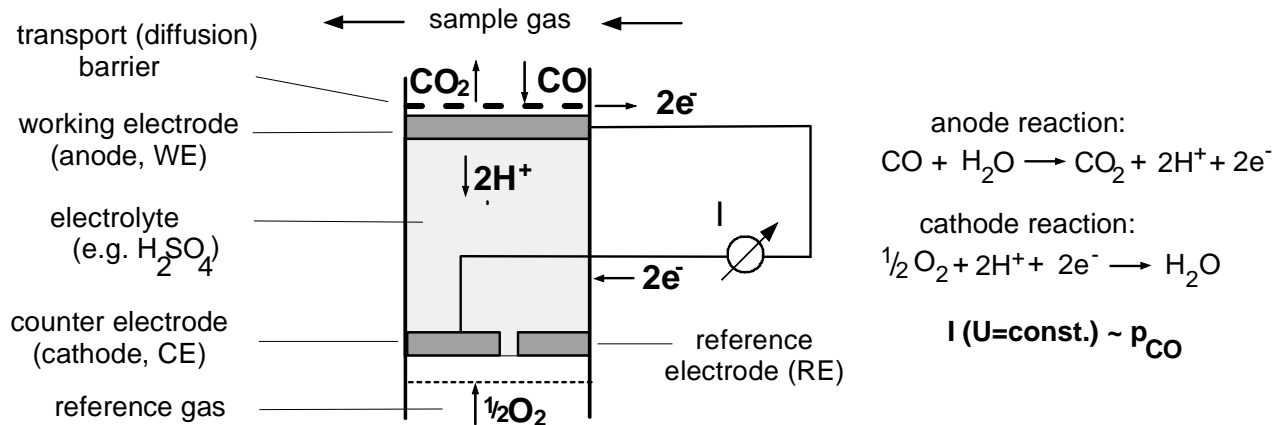 sample gas
transport (diffusion)
barrier
CO₂
CO
2e⁻
working electrode
(anode, WE)
2H⁺
electrolyte
(e.g. H₂SO₄)
I
2e⁻
counter electrode
(cathode, CE)
reference
electrode (RE)
reference gas
½O₂
anode reaction:
CO + H₂O → CO₂ + 2H⁺ + 2e⁻
cathode reaction:
½O₂ + 2H⁺ + 2e⁻ → H₂O
I (U=const.) ~ p_CO